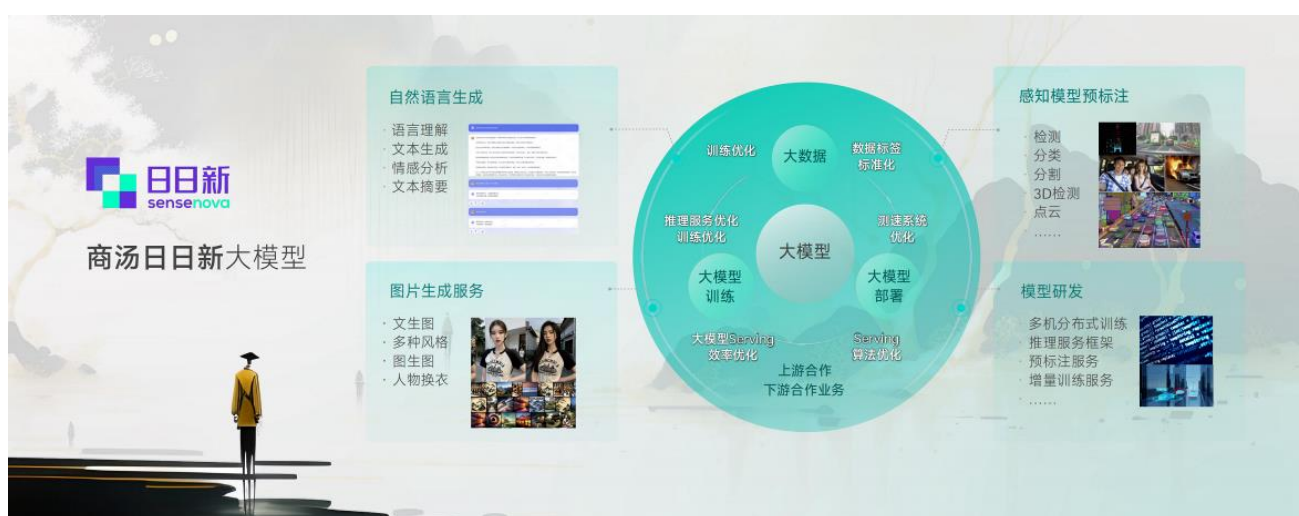 日日新
sensenova
商汤日日新大模型
自然语言生成
· 语言理解
· 文本生成
· 情感分析
· 文本摘要
图片生成服务
· 文生图
· 多种风格
· 图生图
· 人物换衣
训练优化
大数据
数据标签
标准化
推理服务优化
训练优化
测速系统
优化
大模型
大模型
训练
大模型
部署
大模型Serving
效率优化
Serving
算法优化
上游合作
下游合作业务
感知模型预标注
· 检测
· 分类
· 分割
· 3D检测
· 点云
· ......
模型研发
· 多机分布式训练
· 推理服务框架
· 预标注服务
· 增量训练服务
· ......